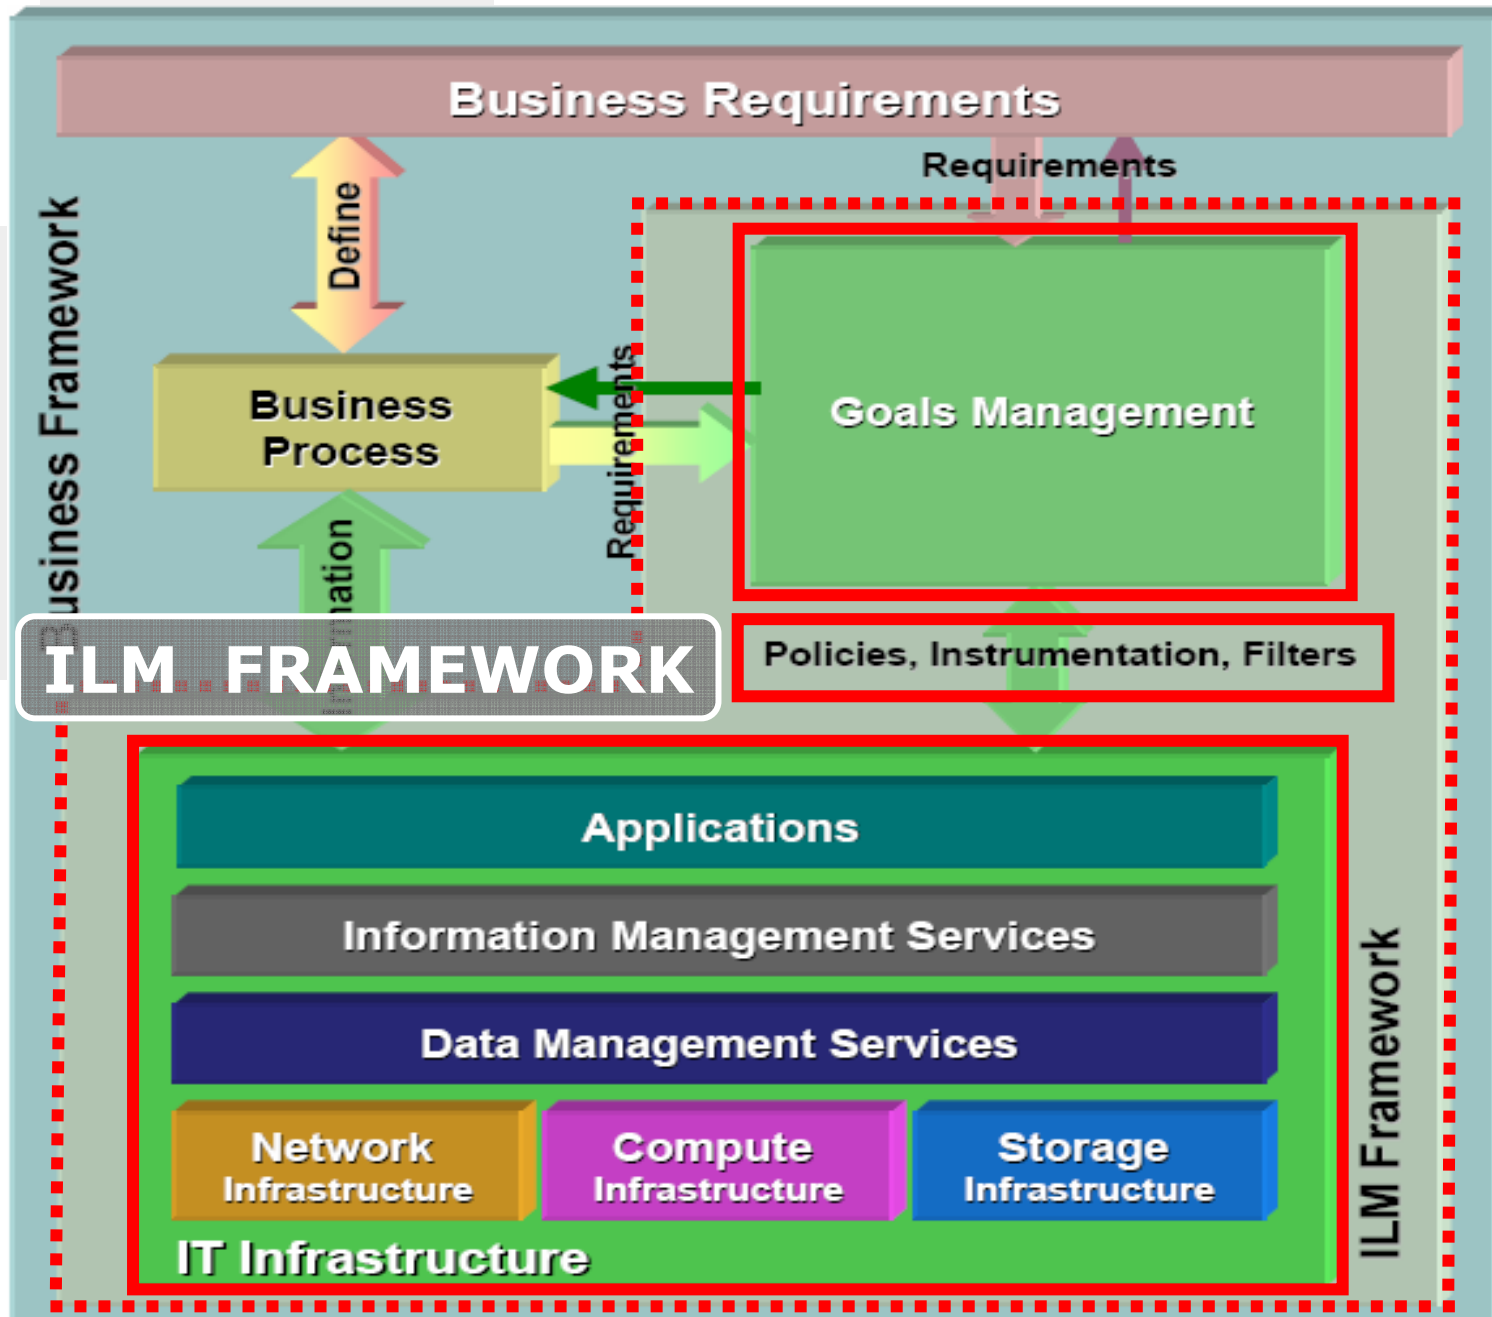 Business Requirements
Requirements
Define
Business Framework
Business
Process
Requirements
Goals Management
ILM FRAMEWORK
Policies, Instrumentation, Filters
Applications
Information Management Services
Data Management Services
Network
Infrastructure
Compute
Infrastructure
Storage
Infrastructure
IT Infrastructure
ILM Framework